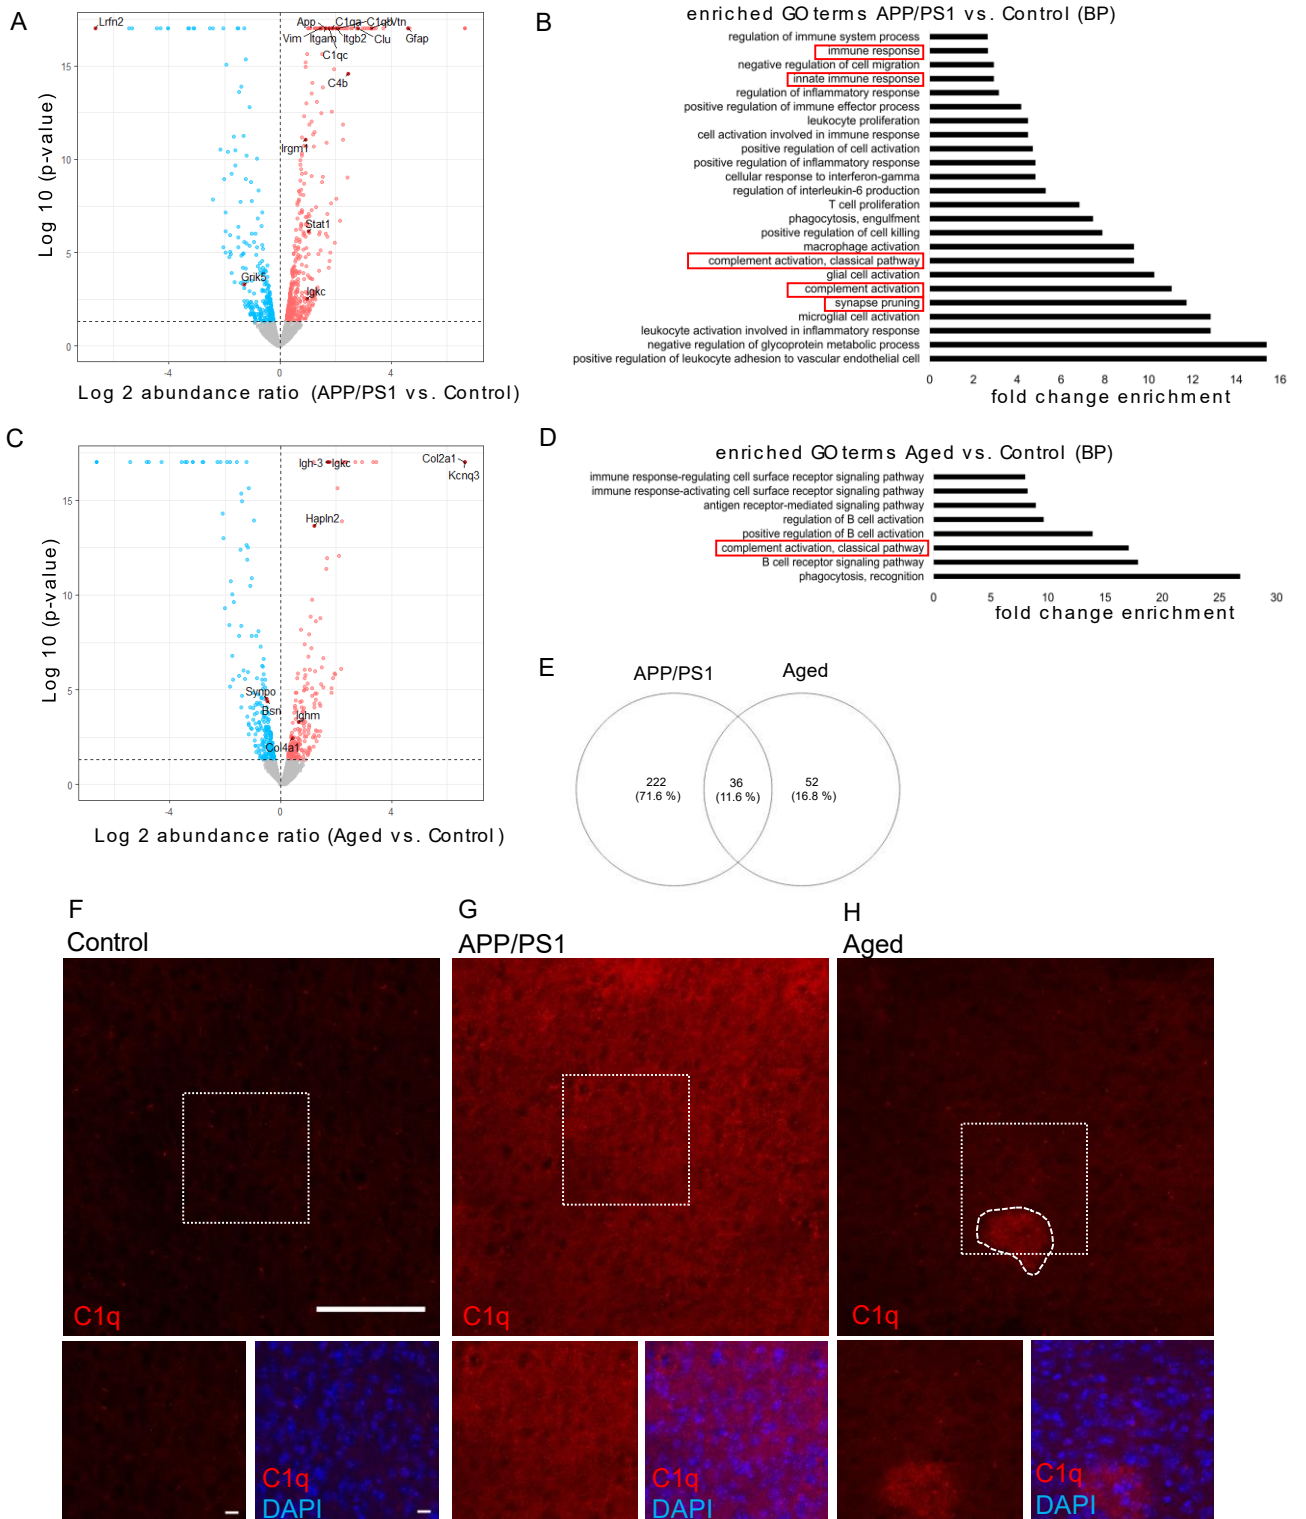 A
Lrfn2
App
C1qa
C1qb
Vtn
Vim
Itgam
Itgb2
Clu
Gfap
C1qc
C4b
Irgm1
Stat1
Grik5
Igkc
15
10
5
0
-4
0
4
Log 10 (p-value)
Log 2 abundance ratio (APP/PS1 vs. Control)
B
enriched GO terms APP/PS1 vs. Control (BP)
regulation of immune system process
immune response
negative regulation of cell migration
innate immune response
regulation of inflammatory response
positive regulation of immune effector process
leukocyte proliferation
cell activation involved in immune response
positive regulation of cell activation
positive regulation of inflammatory response
cellular response to interferon-gamma
regulation of interleukin-6 production
T cell proliferation
phagocytosis, engulfment
positive regulation of cell killing
macrophage activation
complement activation, classical pathway
glial cell activation
complement activation
synapse pruning
microglial cell activation
leukocyte activation involved in inflammatory response
negative regulation of glycoprotein metabolic process
positive regulation of leukocyte adhesion to vascular endothelial cell
0 2 4 6 8 10 12 14 16
fold change enrichment
C
Igh-3
Igkc
Col2a1
Kcnq3
Hapln2
Synpo
Bsn
Ighm
Col4a1
15
10
5
0
-4
0
4
Log 10 (p-value)
Log 2 abundance ratio (Aged vs. Control)
D
enriched GO terms Aged vs. Control (BP)
immune response-regulating cell surface receptor signaling pathway
immune response-activating cell surface receptor signaling pathway
antigen receptor-mediated signaling pathway
regulation of B cell activation
positive regulation of B cell activation
complement activation, classical pathway
B cell receptor signaling pathway
phagocytosis, recognition
0 5 10 15 20 25 30
fold change enrichment
E
APP/PS1
Aged
222
(71.6 %)
36
(11.6 %)
52
(16.8 %)
F
Control
C1q
C1q
DAPI
G
APP/PS1
C1q
C1q
DAPI
H
Aged
C1q
C1q
DAPI